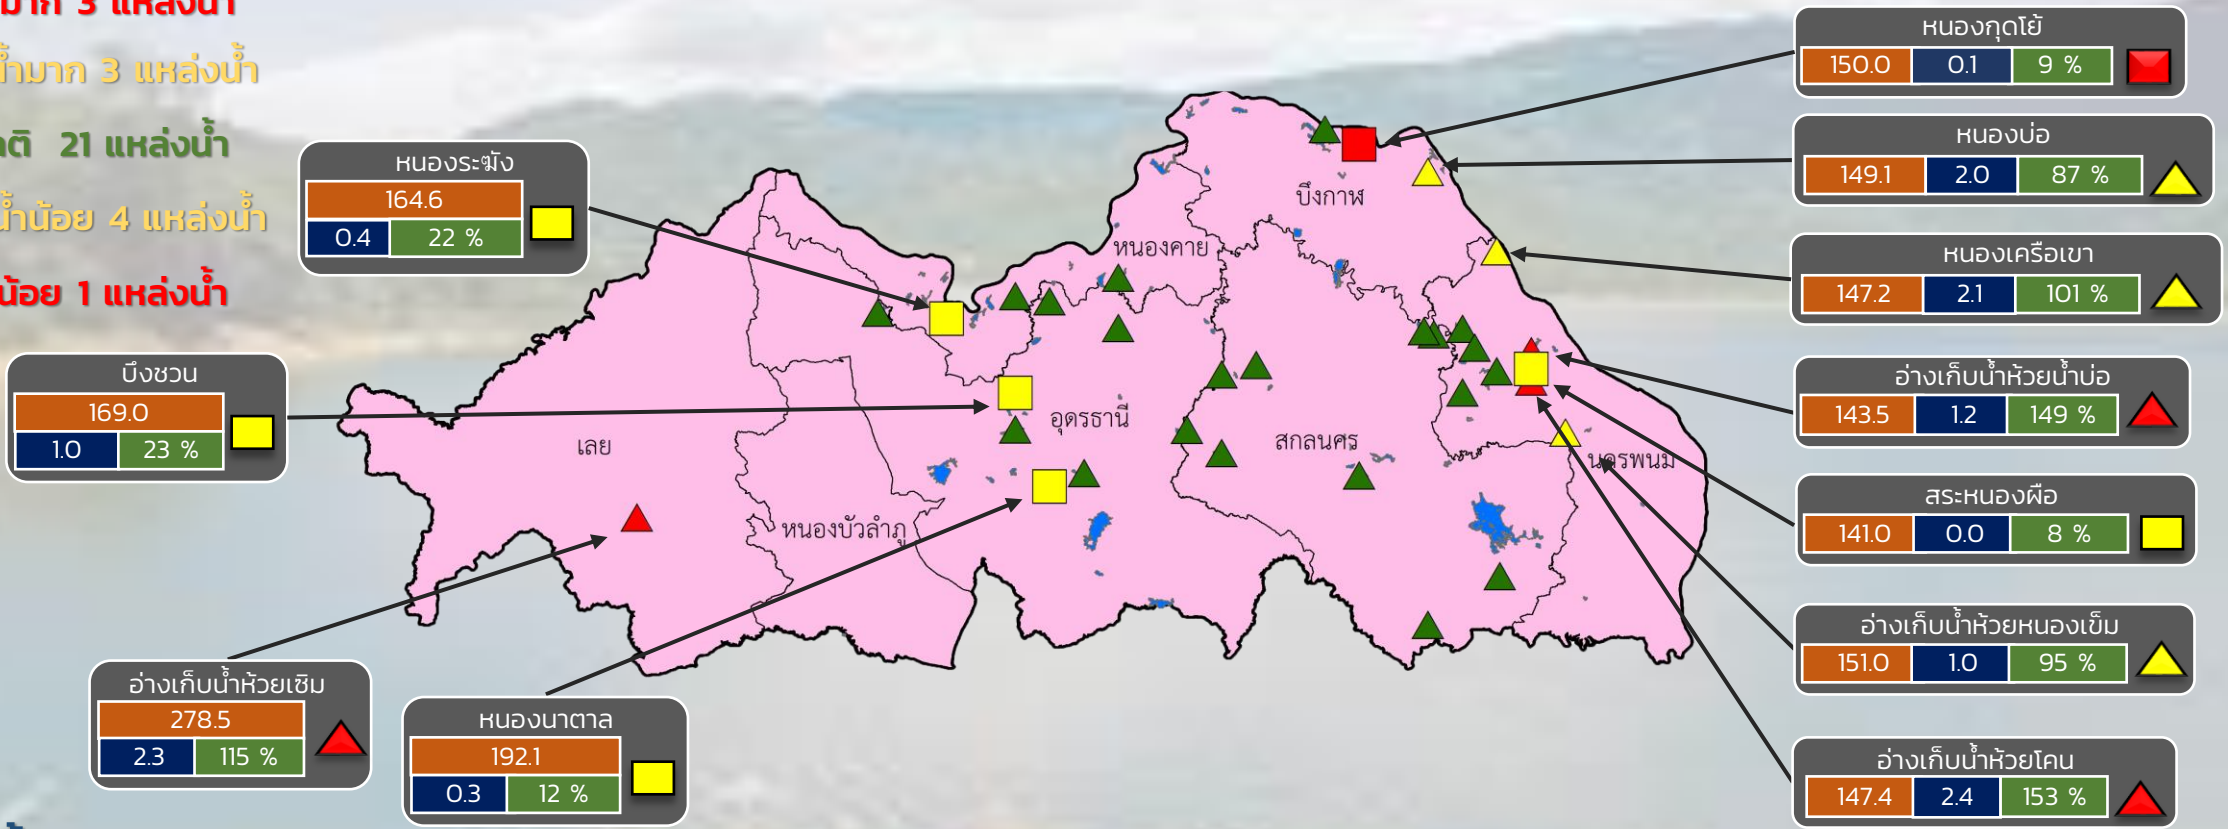 มาก 3 แหล่งน้ำ
น้ำมาก 3 แหล่งน้ำ
21 แหล่งน้ำ
น้ำน้อย 4 แหล่งน้ำ
น้อย 1 แหล่งน้ำ
หนองระฆัง
164.6
0.4 22 %
บึงชวน
169.0
1.0 23 %
อ่างเก็บน้ำห้วยเซิม
278.5
2.3 115 %
หนองนาตาล
192.1
0.3 12 %
บึงกาฬ
หนองคาย
อุดรธานี
เลย
สกลนคร
นครพนม
หนองบัวลำภู
หนองกุดโย้
150.0 0.1 9 %
หนองบ่อ
149.1 2.0 87 %
หนองเครือเขา
147.2 2.1 101 %
อ่างเก็บน้ำห้วยน้ำบ่อ
143.5 1.2 149 %
สระหนองผือ
141.0 0.0 8 %
อ่างเก็บน้ำห้วยหนองเข็ม
151.0 1.0 95 %
อ่างเก็บน้ำห้วยโคน
147.4 2.4 153 %